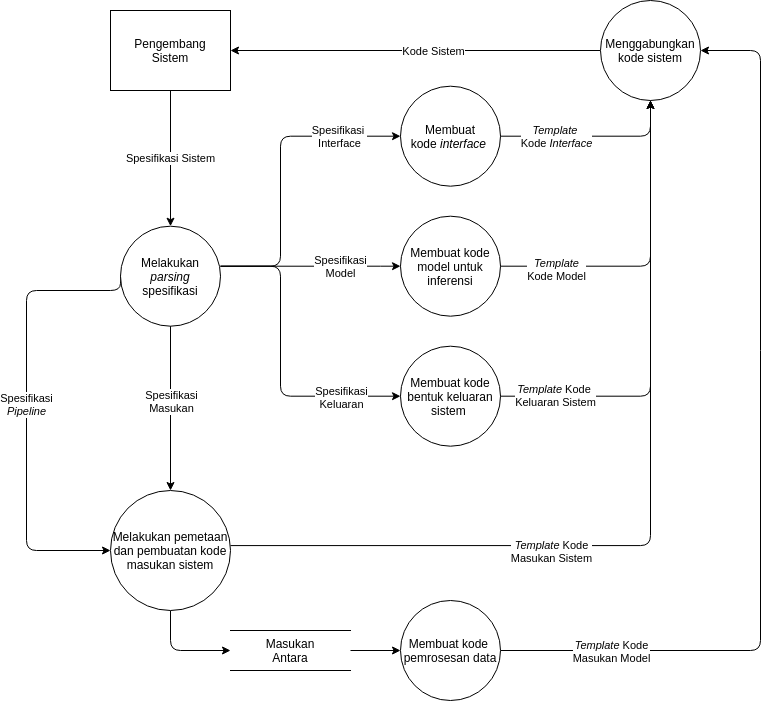 Pengembang
Sistem
Kode Sistem
Menggabungkan
kode sistem
Spesifikasi Sistem
Spesifikasi
Interface
Membuat
kode interface
Template
Kode Interface
Melakukan
parsing
spesifikasi
Spesifikasi
Model
Membuat kode
model untuk
inferensi
Template
Kode Model
Spesifikasi
Pipeline
Spesifikasi
Masukan
Spesifikasi
Keluaran
Membuat kode
bentuk keluaran
sistem
Template Kode
Keluaran Sistem
Melakukan pemetaan
dan pembuatan kode
masukan sistem
Template Kode
Masukan Sistem
Masukan
Antara
Membuat kode
pemrosesan data
Template Kode
Masukan Model